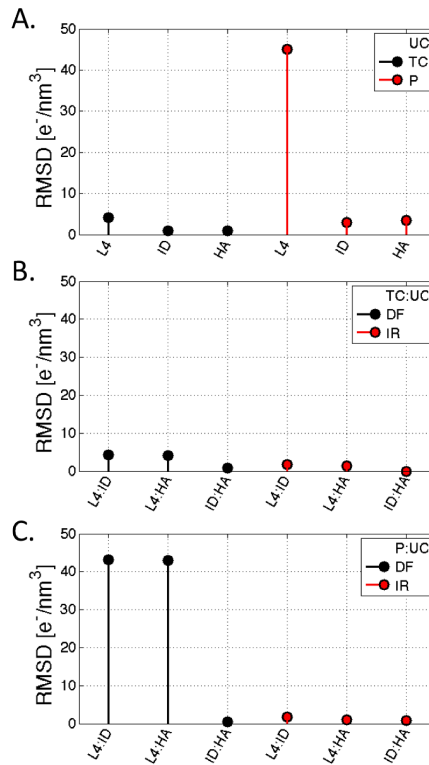 A.
RMSD [e⁻/nm³]
50
40
30
20
10
0
UC
TC
P
L4
ID
HA
L4
ID
HA
B.
RMSD [e⁻/nm³]
50
40
30
20
10
0
TC:UC
DF
IR
L4:ID
L4:HA
ID:HA
L4:ID
L4:HA
ID:HA
C.
RMSD [e⁻/nm³]
50
40
30
20
10
0
P:UC
DF
IR
L4:ID
L4:HA
ID:HA
L4:ID
L4:HA
ID:HA